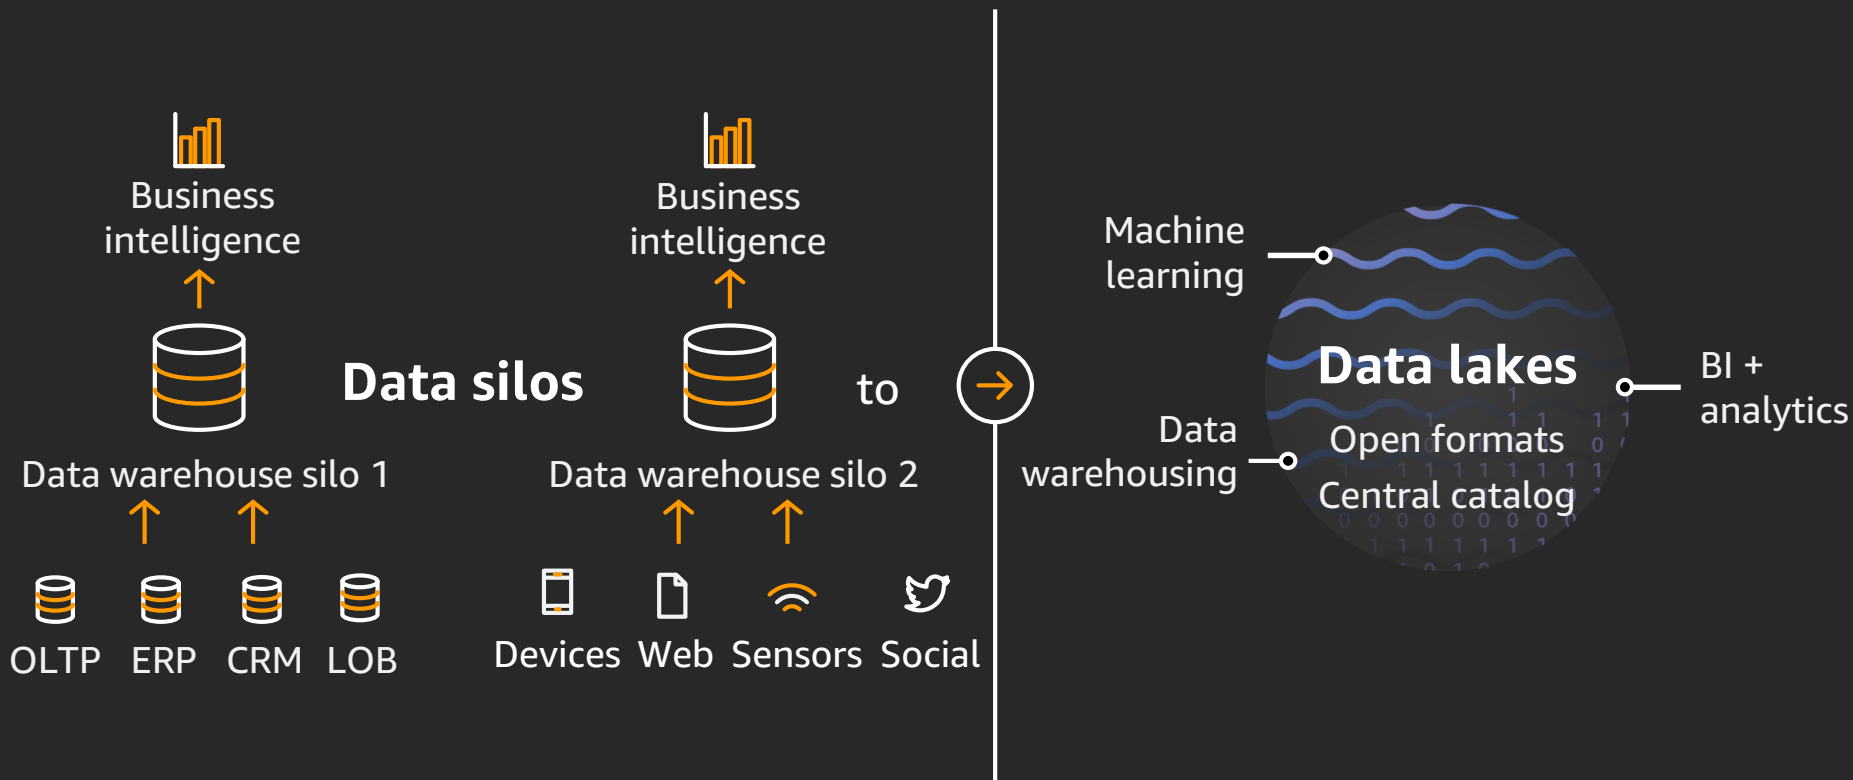 Business
intelligence
Data warehouse silo 1
OLTP ERP CRM LOB
Data silos
Business
intelligence
Data warehouse silo 2
Devices Web Sensors Social
to
Machine
learning
Data
warehousing
Data lakes
Open formats
Central catalog
BI +
analytics